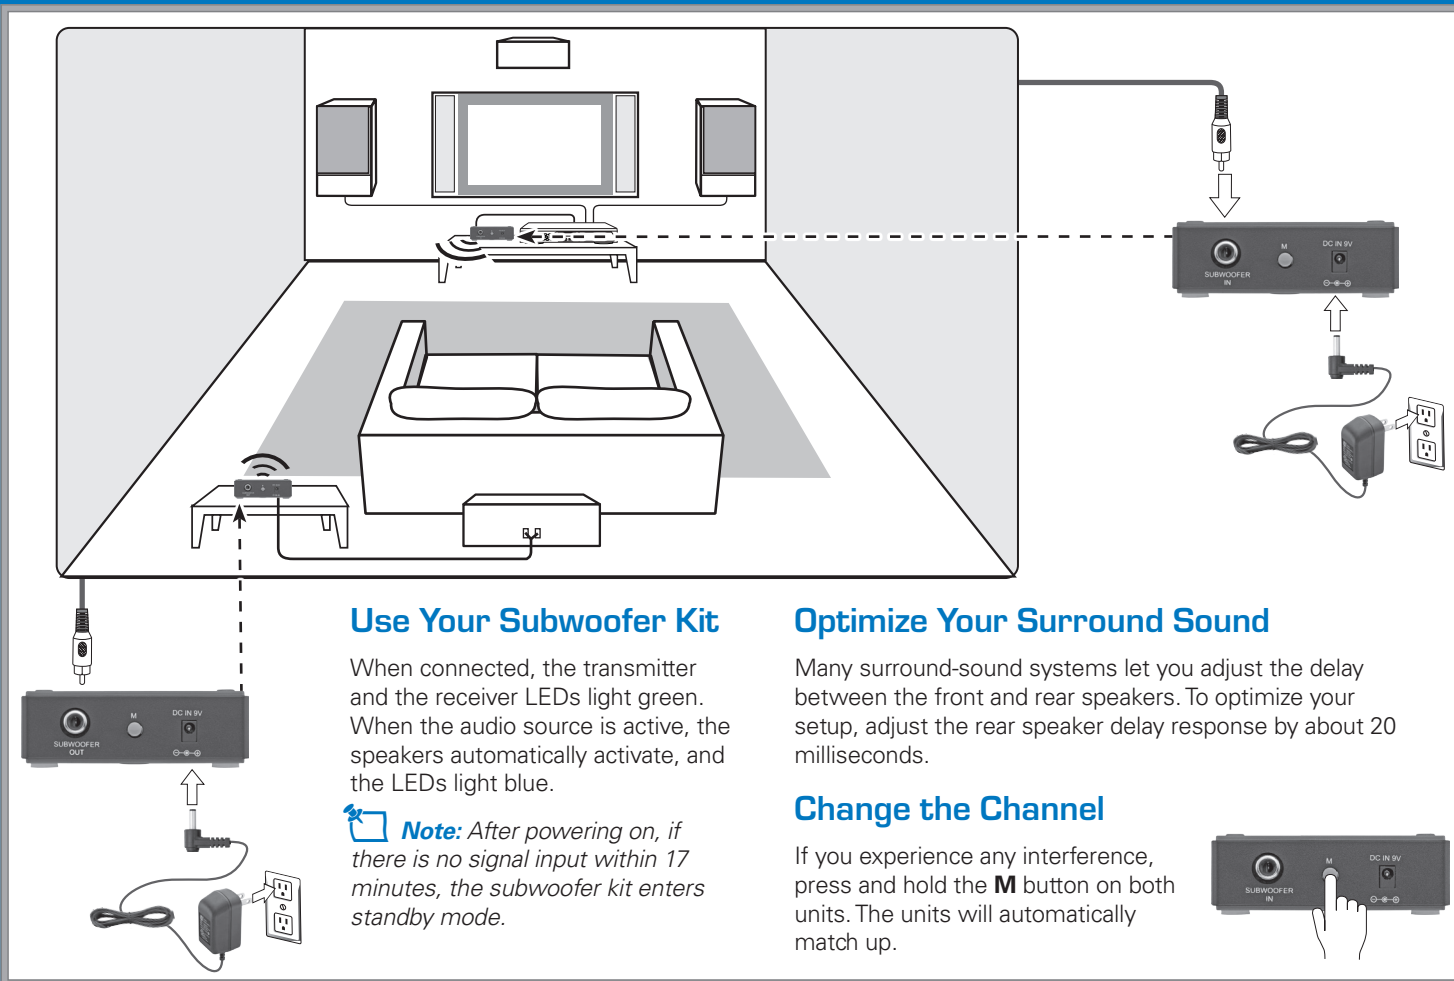 SUBWOOFER
IN
M
DC IN 9V
SUBWOOFER
OUT
M
DC IN 9V
Use Your Subwoofer Kit
When connected, the transmitter
and the receiver LEDs light green.
When the audio source is active, the
speakers automatically activate, and
the LEDs light blue.
Note: After powering on, if
there is no signal input within 17
minutes, the subwoofer kit enters
standby mode.
Optimize Your Surround Sound
Many surround-sound systems let you adjust the delay
between the front and rear speakers. To optimize your
setup, adjust the rear speaker delay response by about 20
milliseconds.
Change the Channel
If you experience any interference,
press and hold the M button on both
units. The units will automatically
match up.
SUBWOOFER
IN
M
DC IN 9V